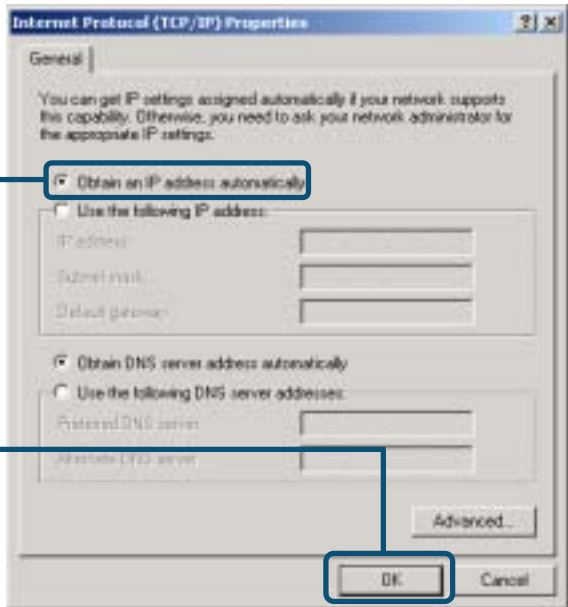 Internet Protocol (TCP/IP) Properties
General
You can get IP settings assigned automatically if your network supports
this capability. Otherwise, you need to ask your network administrator for
the appropriate IP settings.
Obtain an IP address automatically
Use the following IP address:
IP address:
Subnet mask:
Default gateway:
Obtain DNS server address automatically
Use the following DNS server addresses:
Preferred DNS server:
Alternate DNS server:
Advanced...
OK
Cancel